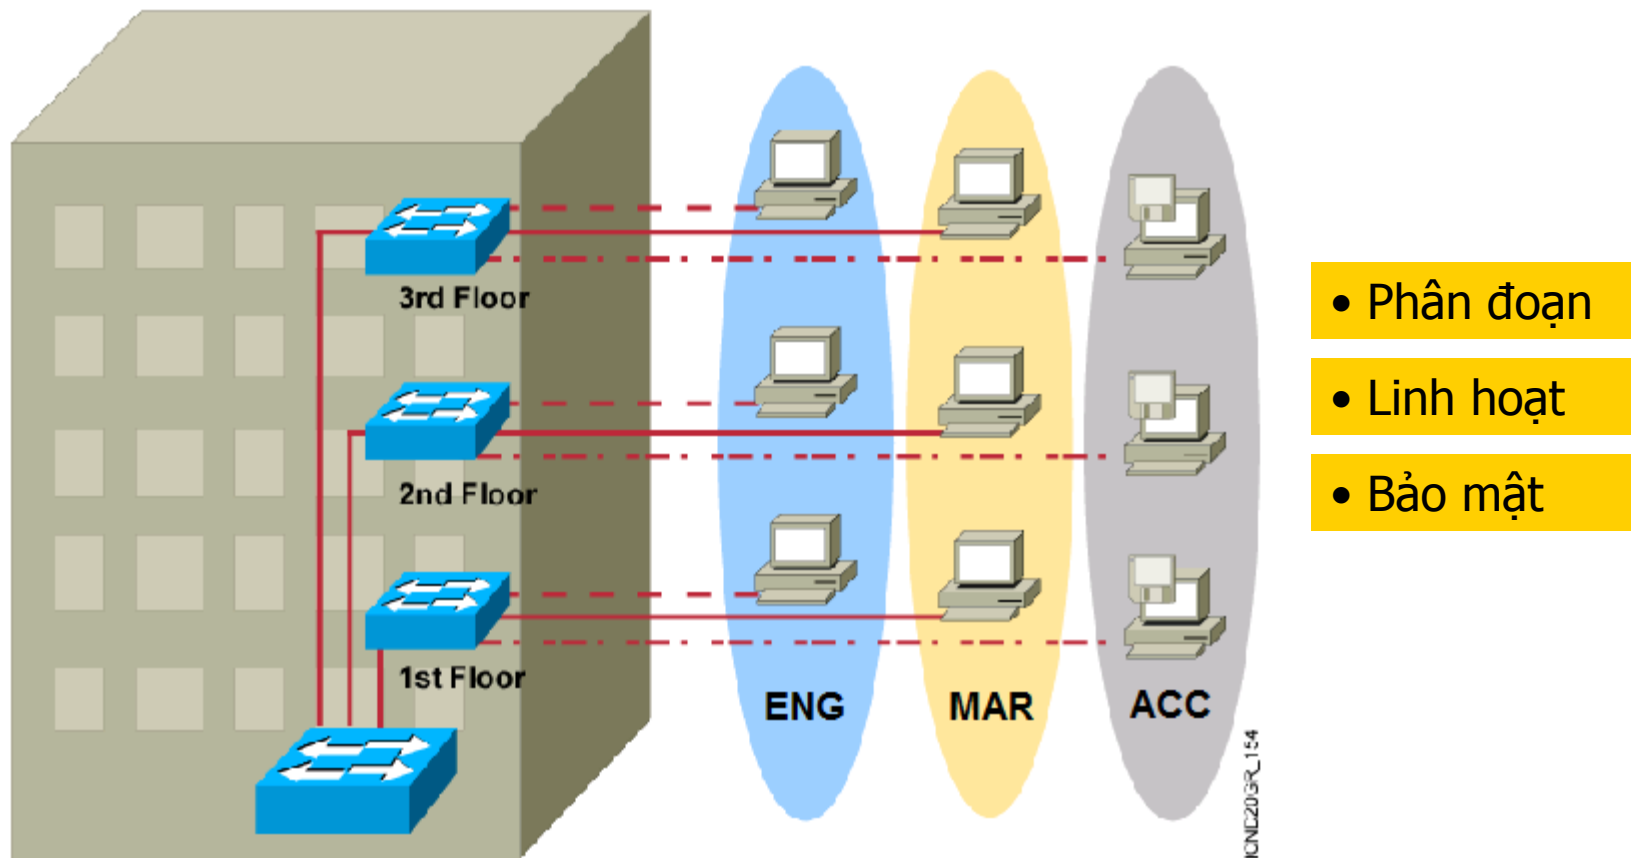 3rd Floor
2nd Floor
1st Floor
ENG
MAR
ACC
ICND20GR_154
• Phân đoạn
• Linh hoạt
• Bảo mật